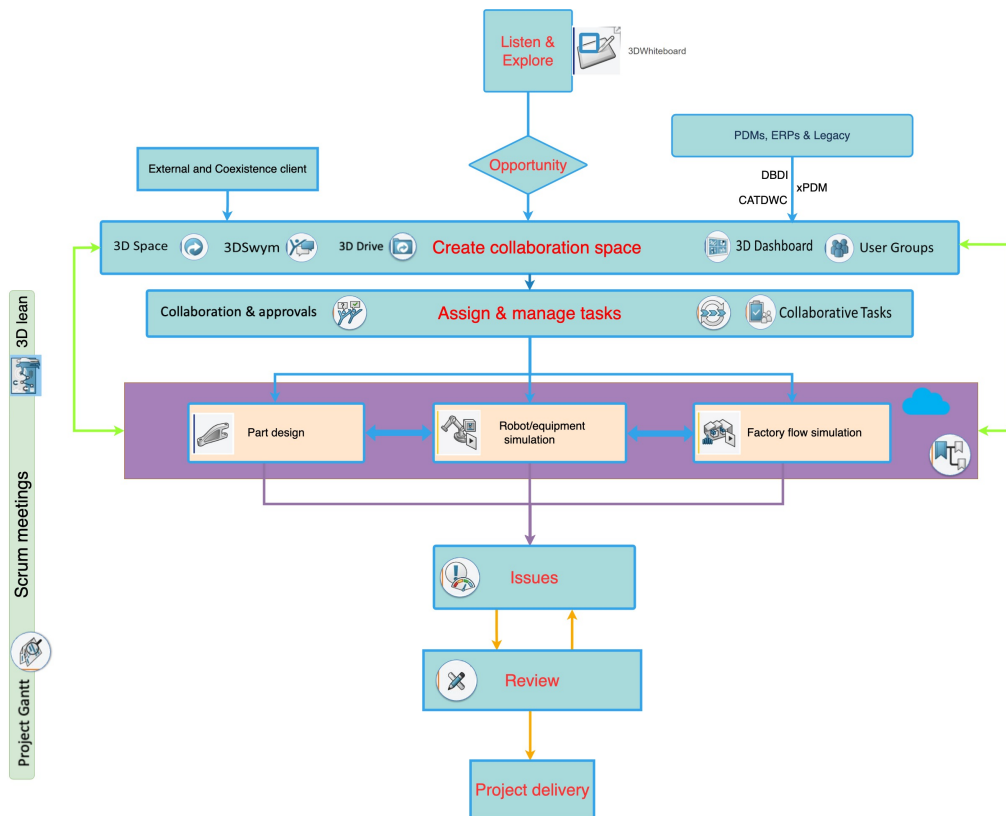 Listen &
Explore
3DWhiteboard
PDMs, ERPs & Legacy
External and Coexistence client
Opportunity
DBDI
xPDM
CATDWC
3D Space
3DSwym
3D Drive
Create collaboration space
3D Dashboard
User Groups
Collaboration & approvals
Assign & manage tasks
Collaborative Tasks
3D lean
Scrum meetings
Project Gantt
Part design
Robot/equipment
simulation
Factory flow simulation
Issues
Review
Project delivery